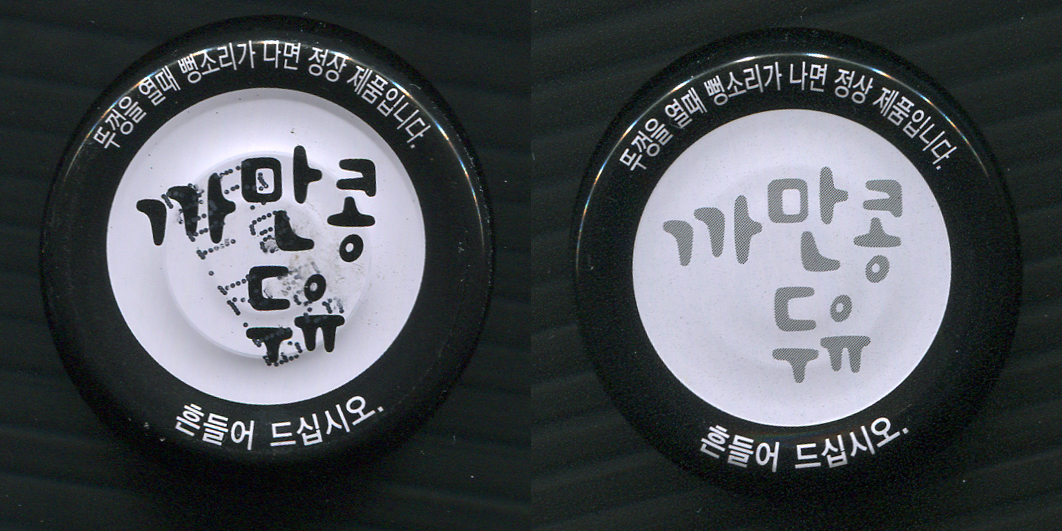 뚜껑을 열때 뻥소리가 나면 정상 제품입니다.
까만콩
두유
흔들어 드십시오.
뚜껑을 열때 뻥소리가 나면 정상 제품입니다.
까만콩
두유
흔들어 드십시오.